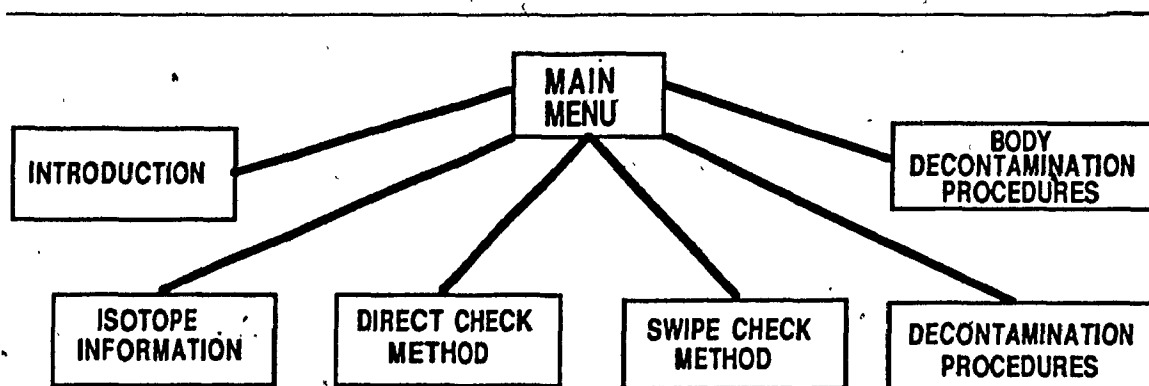 MAIN
MENU
INTRODUCTION
BODY
DECONTAMINATION
PROCEDURES
ISOTOPE
INFORMATION
DIRECT CHECK
METHOD
SWIPE CHECK
METHOD
DECONTAMINATION
PROCEDURES